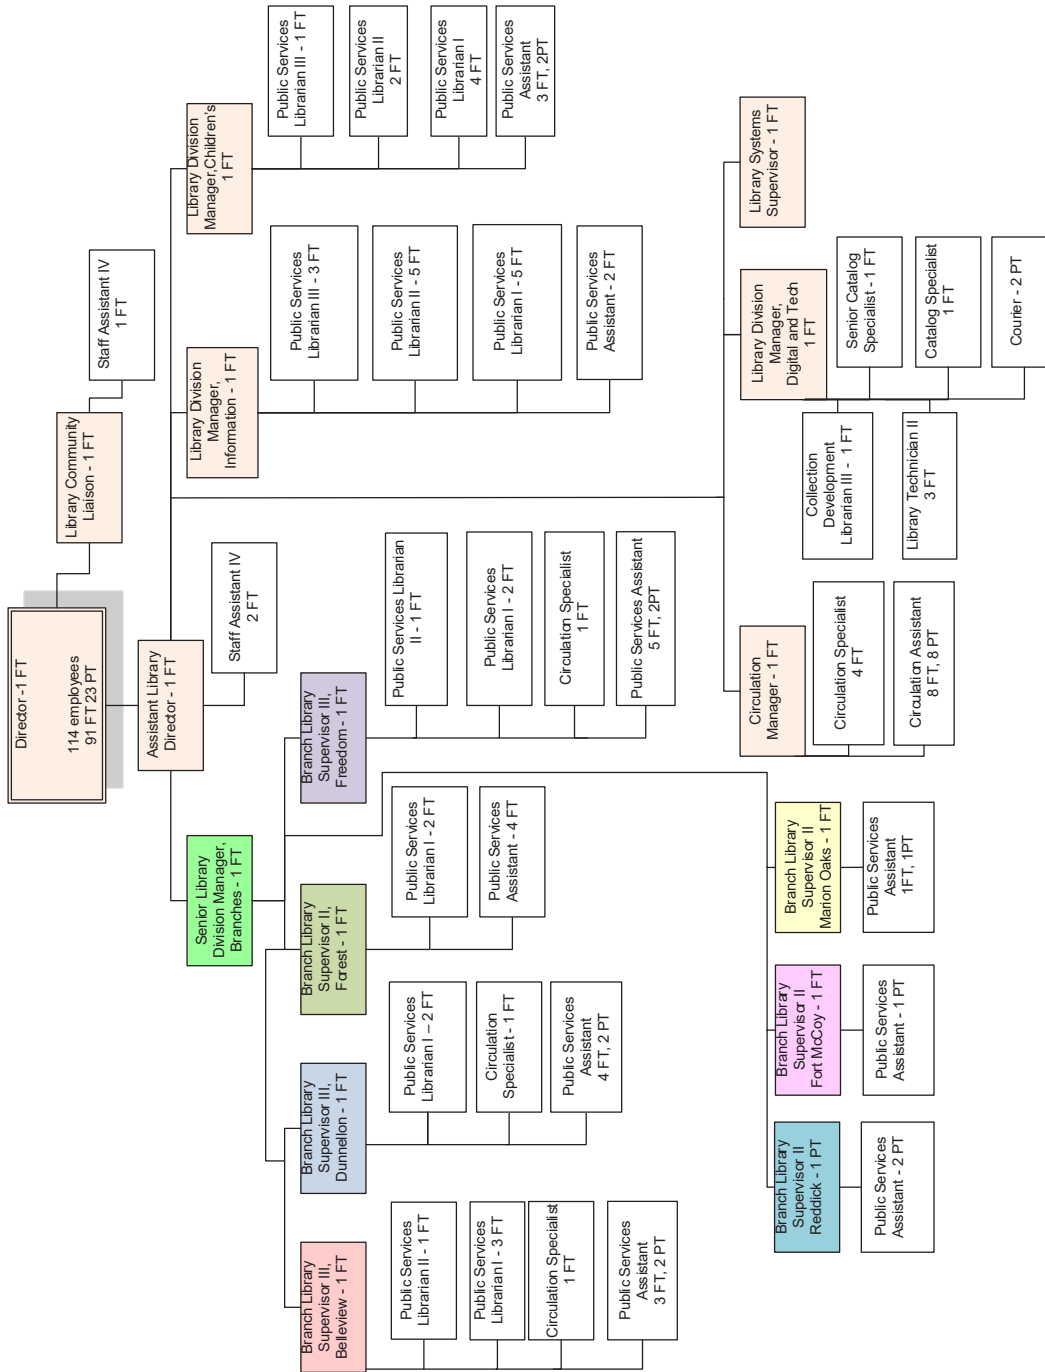 Director -1 FT
114 employees
91 FT 23 PT
Library Community
Liaison - 1 FT
Staff Assistant IV
1 FT
Assistant Library
Director - 1 FT
Staff Assistant IV
2 FT
Senior Library
Division Manager,
Branches - 1 FT
Library Division
Manager,
Information - 1 FT
Library Division
Manager,Children's
1 FT
Branch Library
Supervisor III,
Belleview - 1 FT
Public Services
Librarian II - 1 FT
Public Services
Librarian I - 3 FT
Circulation Specialist
1 FT
Public Services
Assistant
3 FT, 2 PT
Branch Library
Supervisor III,
Dunnellon - 1 FT
Public Services
Librarian I – 2 FT
Circulation
Specialist - 1 FT
Public Services
Assistant
4 FT, 2 PT
Branch Library
Supervisor II,
Forest - 1 FT
Public Services
Librarian I - 2 FT
Public Services
Assistant - 4 FT
Branch Library
Supervisor III,
Freedom - 1 FT
Public Services Librarian
II - 1 FT
Public Services
Librarian I - 2 FT
Circulation Specialist
1 FT
Public Services Assistant
5 FT, 2PT
Public Services
Librarian III - 3 FT
Public Services
Librarian II - 5 FT
Public Services
Librarian I - 5 FT
Public Services
Assistant - 2 FT
Public Services
Librarian III - 1 FT
Public Services
Librarian II
2 FT
Public Services
Librarian I
4 FT
Public Services
Assistant
3 FT, 2PT
Branch Library
Supervisor II
Reddick - 1 PT
Public Services
Assistant - 2 PT
Branch Library
Supervisor II
Fort McCoy - 1 FT
Public Services
Assistant - 1 PT
Branch Library
Supervisor II
Marion Oaks - 1 FT
Public Services
Assistant
1FT, 1PT
Circulation
Manager - 1 FT
Circulation Specialist
4 FT
Circulation Assistant
8 FT, 8 PT
Library Division
Manager,
Digital and Tech
1 FT
Collection
Development
Librarian III - 1 FT
Senior Catalog
Specialist - 1 FT
Library Technician II
3 FT
Catalog Specialist
1 FT
Courier - 2 PT
Library Systems
Supervisor - 1 FT